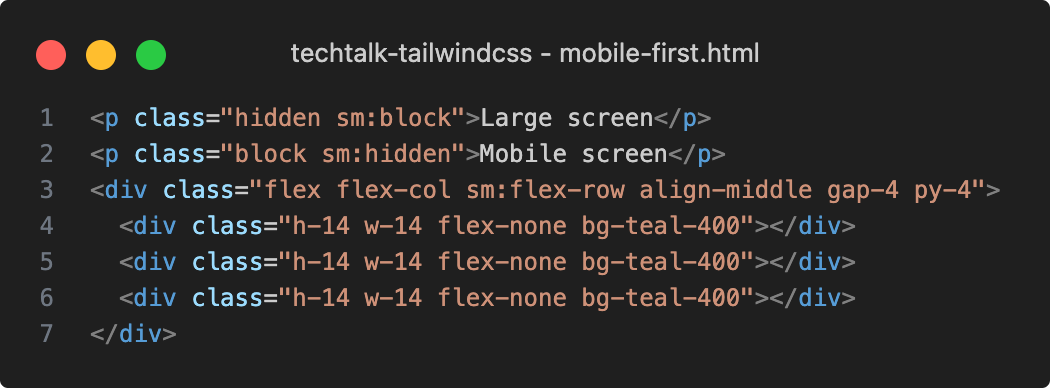 techtalk-tailwindcss - mobile-first.html
1 <p class="hidden sm:block">Large screen</p>
2 <p class="block sm:hidden">Mobile screen</p>
3 <div class="flex flex-col sm:flex-row align-middle gap-4 py-4">
4   <div class="h-14 w-14 flex-none bg-teal-400"></div>
5   <div class="h-14 w-14 flex-none bg-teal-400"></div>
6   <div class="h-14 w-14 flex-none bg-teal-400"></div>
7 </div>